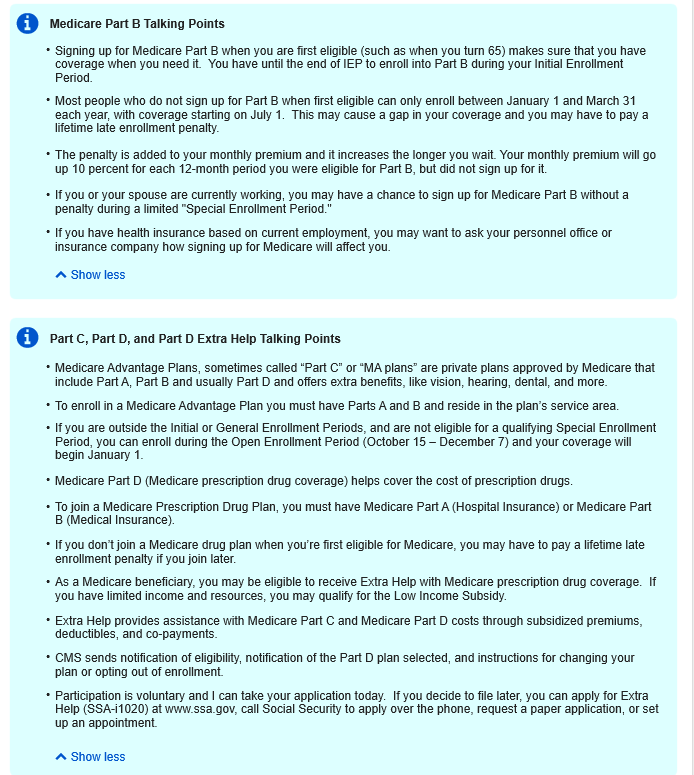 Medicare Part B Talking Points
• Signing up for Medicare Part B when you are first eligible (such as when you turn 65) makes sure that you have
coverage when you need it.  You have until the end of IEP to enroll into Part B during your Initial Enrollment
Period.
• Most people who do not sign up for Part B when first eligible can only enroll between January 1 and March 31
each year, with coverage starting on July 1.  This may cause a gap in your coverage and you may have to pay a
lifetime late enrollment penalty.
• The penalty is added to your monthly premium and it increases the longer you wait. Your monthly premium will go
up 10 percent for each 12-month period you were eligible for Part B, but did not sign up for it.
• If you or your spouse are currently working, you may have a chance to sign up for Medicare Part B without a
penalty during a limited "Special Enrollment Period."
• If you have health insurance based on current employment, you may want to ask your personnel office or
insurance company how signing up for Medicare will affect you.
Show less
Part C, Part D, and Part D Extra Help Talking Points
• Medicare Advantage Plans, sometimes called “Part C” or “MA plans” are private plans approved by Medicare that
include Part A, Part B and usually Part D and offers extra benefits, like vision, hearing, dental, and more.
• To enroll in a Medicare Advantage Plan you must have Parts A and B and reside in the plan’s service area.
• If you are outside the Initial or General Enrollment Periods, and are not eligible for a qualifying Special Enrollment
Period, you can enroll during the Open Enrollment Period (October 15 – December 7) and your coverage will
begin January 1.
• Medicare Part D (Medicare prescription drug coverage) helps cover the cost of prescription drugs.
• To join a Medicare Prescription Drug Plan, you must have Medicare Part A (Hospital Insurance) or Medicare Part
B (Medical Insurance).
• If you don’t join a Medicare drug plan when you’re first eligible for Medicare, you may have to pay a lifetime late
enrollment penalty if you join later.
• As a Medicare beneficiary, you may be eligible to receive Extra Help with Medicare prescription drug coverage.  If
you have limited income and resources, you may qualify for the Low Income Subsidy.
• Extra Help provides assistance with Medicare Part C and Medicare Part D costs through subsidized premiums,
deductibles, and co-payments.
• CMS sends notification of eligibility, notification of the Part D plan selected, and instructions for changing your
plan or opting out of enrollment.
• Participation is voluntary and I can take your application today.  If you decide to file later, you can apply for Extra
Help (SSA-i1020) at www.ssa.gov, call Social Security to apply over the phone, request a paper application, or set
up an appointment.
Show less